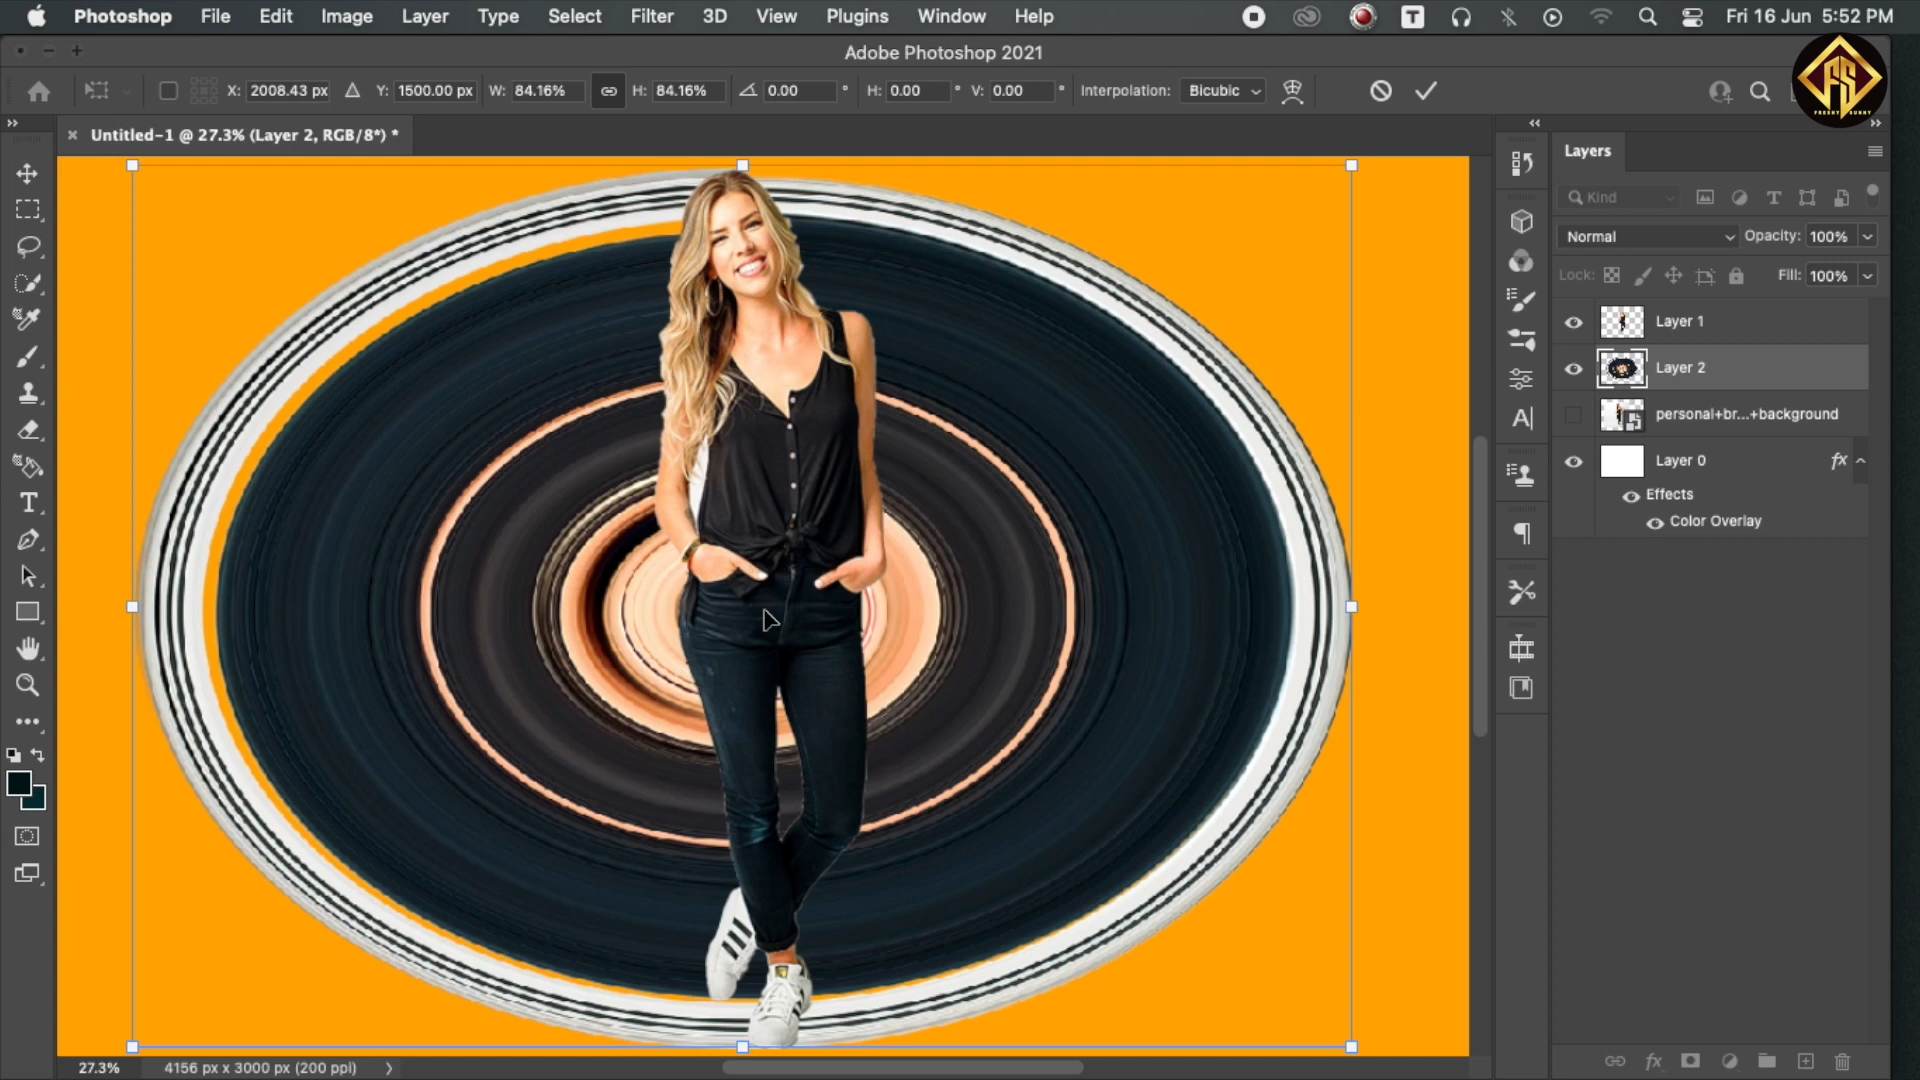 Photoshop File Edit Image Layer Type Select Filter 3D View Plugins Window Help T Fri 16 Jun 5:52 PM
Adobe Photoshop 2021
X: 2008.43 px Y: 1500.00 px W: 84.16% H: 84.16% 0.00 ° H: 0.00 ° V: 0.00 ° Interpolation: Bicubic
FS
FRESHY SUNNY
Untitled-1 @ 27.3% (Layer 2, RGB/8*) *
Layers
Kind
Normal Opacity: 100%
Lock: Fill: 100%
Layer 1
Layer 2
personal+br...+background
Layer 0 fx
Effects
Color Overlay
27.3% 4156 px x 3000 px (200 ppi)